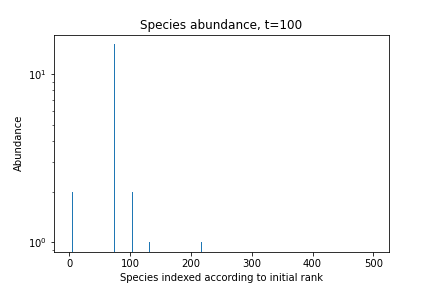 Species abundance, t=100
10¹
Abundance
10⁰
0 100 200 300 400 500
Species indexed according to initial rank